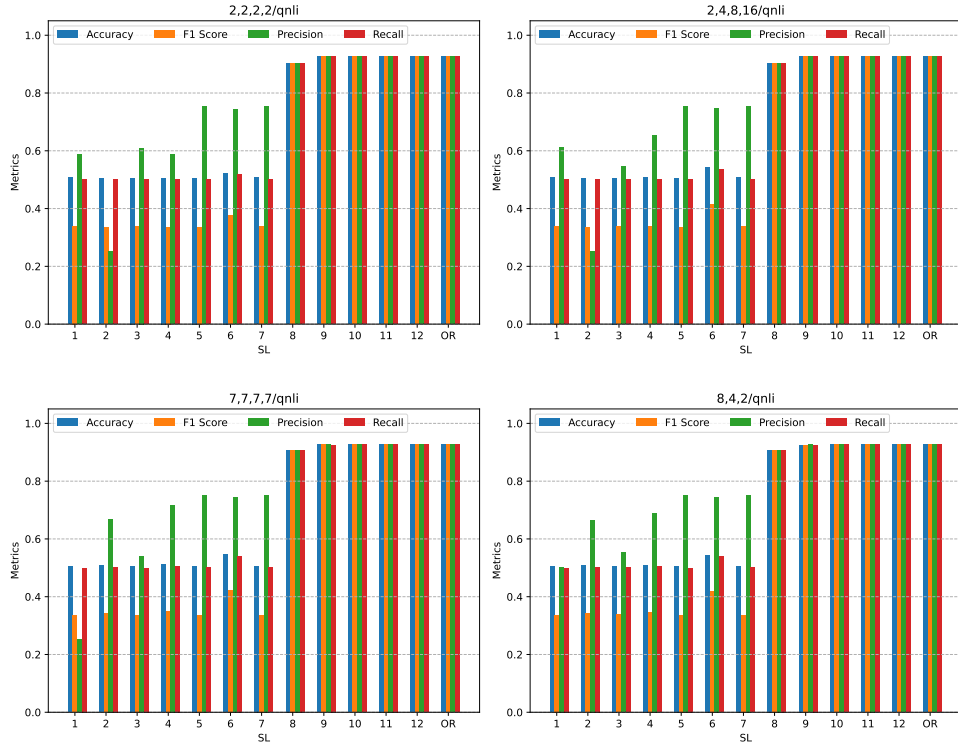 2,2,2,2/qnli
Accuracy F1 Score Precision Recall
1.0
0.8
0.6
0.4
0.2
0.0
Metrics
1 2 3 4 5 6 7 8 9 10 11 12 OR
SL
2,4,8,16/qnli
Accuracy F1 Score Precision Recall
1.0
0.8
0.6
0.4
0.2
0.0
Metrics
1 2 3 4 5 6 7 8 9 10 11 12 OR
SL
7,7,7,7/qnli
Accuracy F1 Score Precision Recall
1.0
0.8
0.6
0.4
0.2
0.0
Metrics
1 2 3 4 5 6 7 8 9 10 11 12 OR
SL
8,4,2/qnli
Accuracy F1 Score Precision Recall
1.0
0.8
0.6
0.4
0.2
0.0
Metrics
1 2 3 4 5 6 7 8 9 10 11 12 OR
SL